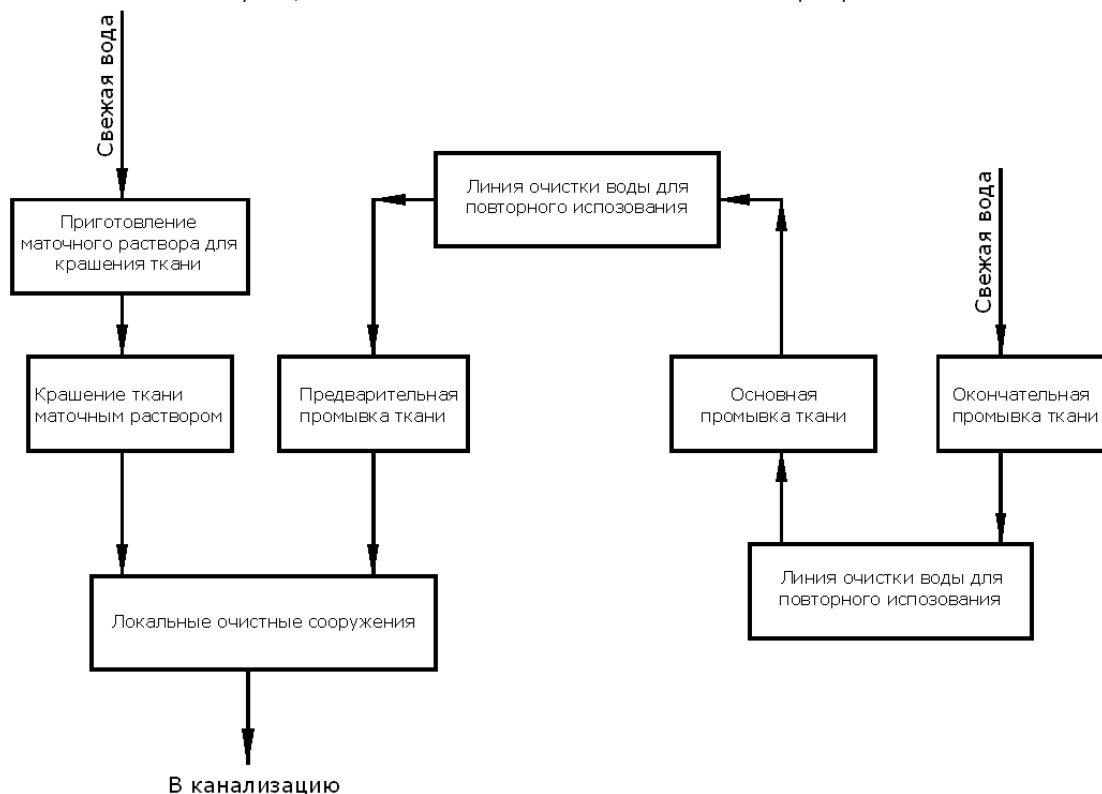 Свежая вода
Приготовление
маточного раствора для
крашения ткани
Крашение ткани
маточным раствором
Линия очистки воды для
повторного испозования
Предварительная
промывка ткани
Основная
промывка ткани
Свежая вода
Окончательная
промывка ткани
Линия очистки воды для
повторного испозования
Локальные очистные сооружения
В канализацию